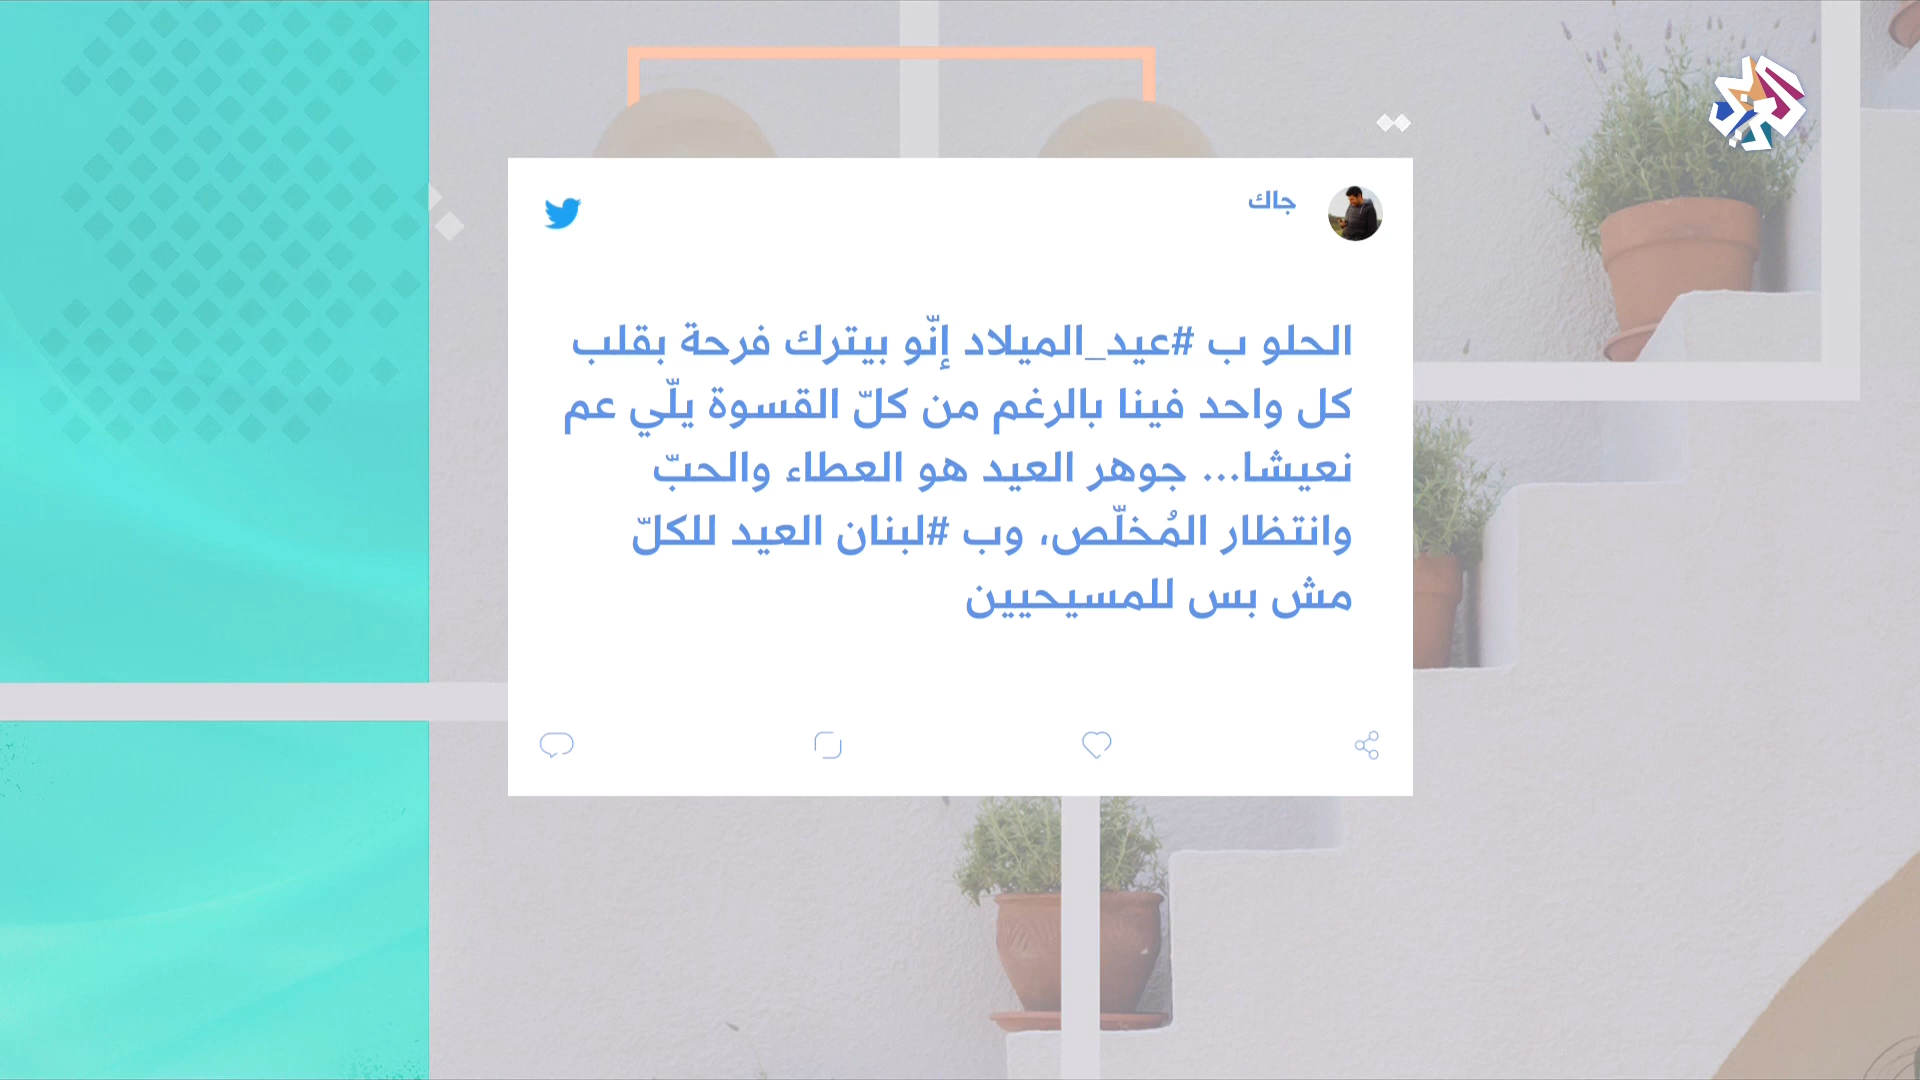 جاك
الحلو ب #عيد_الميلاد إنّو بيترك فرحة بقلب
كل واحد فينا بالرغم من كلّ القسوة يلّي عم
نعيشا... جوهر العيد هو العطاء والحبّ
وانتظار المُخلّص، وب #لبنان العيد للكلّ
مش بس للمسيحيين